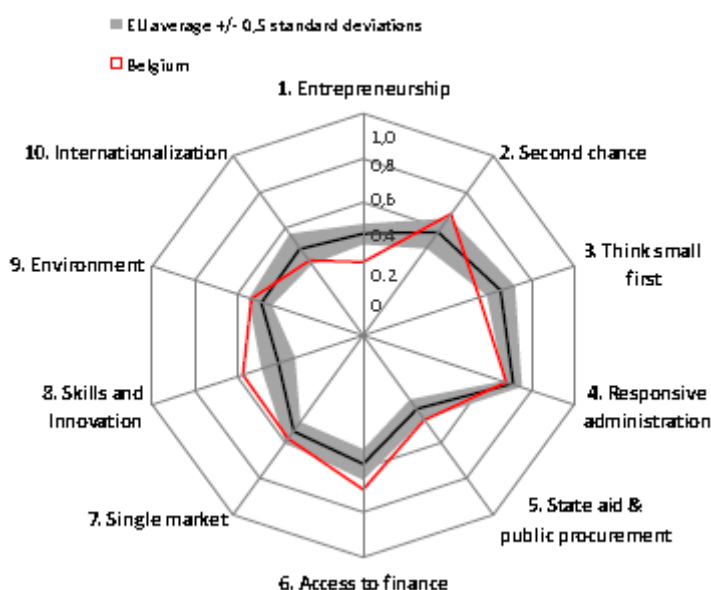 EU average +/- 0,5 standard deviations
Belgium
1. Entrepreneurship
10. Internationalization
2. Second chance
1,0
0,8
0,6
0,4
0,2
0
9. Environment
3. Think small
first
8. Skills and
Innovation
4. Responsive
administration
7. Single market
5. State aid &
public procurement
6. Access to finance